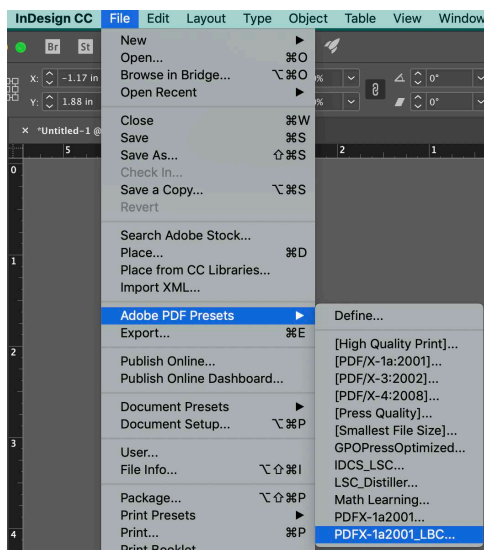 InDesign CC File Edit Layout Type Object Table View Window
Br St
X: -1.17 in % 0°
Y: 1.88 in % 0°
× *Untitled-1 @
5 2 1
0
1
2
3
4
New ▶
Open... ⌘O
Browse in Bridge... ⌥⌘O
Open Recent ▶
Close ⌘W
Save ⌘S
Save As... ⇧⌘S
Check In...
Save a Copy... ⌥⌘S
Revert
Search Adobe Stock...
Place... ⌘D
Place from CC Libraries...
Import XML...
Adobe PDF Presets ▶
Export... ⌘E
Publish Online...
Publish Online Dashboard...
Document Presets ▶
Document Setup... ⌥⌘P
User...
File Info... ⌥⇧⌘I
Package... ⌥⇧⌘P
Print Presets ▶
Print... ⌘P
Print Booklet
Define...
[High Quality Print]...
[PDF/X-1a:2001]...
[PDF/X-3:2002]...
[PDF/X-4:2008]...
[Press Quality]...
[Smallest File Size]...
GPOPressOptimized...
IDCS_LSC...
LSC_Distiller...
Math Learning...
PDFX-1a2001...
PDFX-1a2001_LBC...